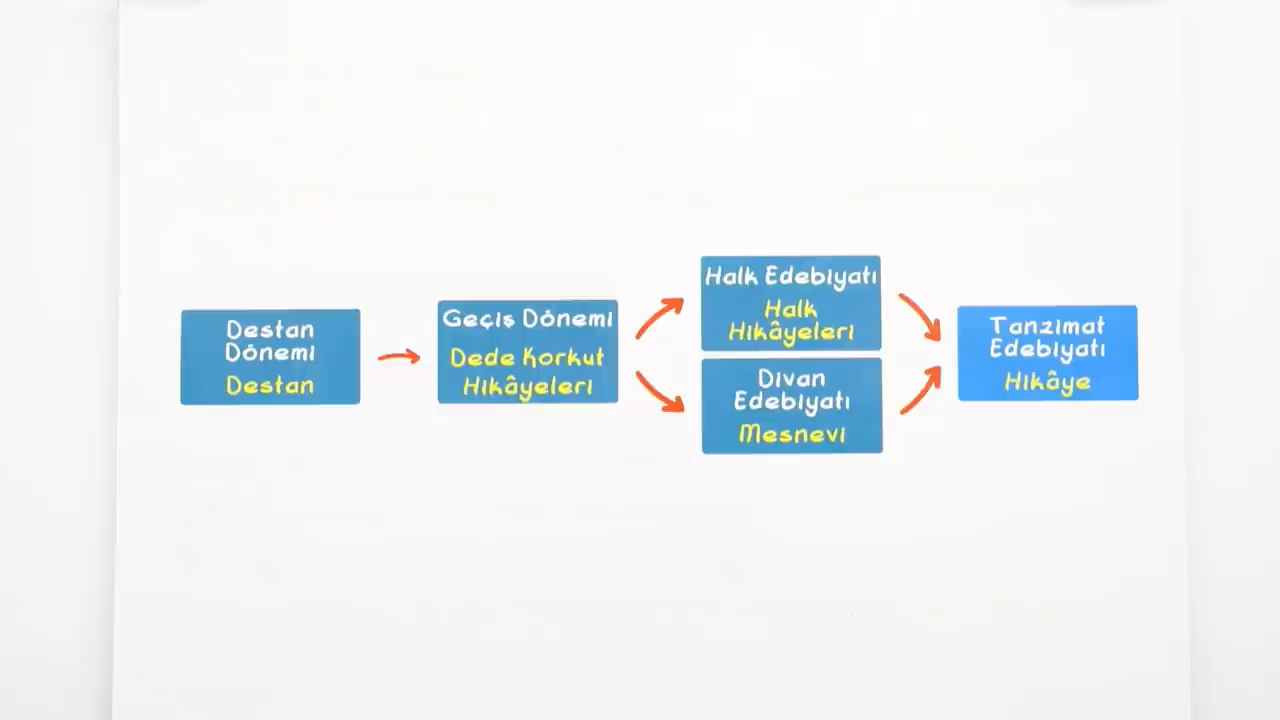 Destan
Dönemi
Destan
Geçiş Dönemi
Dede Korkut
Hikâyeleri
Halk Edebiyatı
Halk
Hikâyeleri
Divan
Edebiyatı
Mesnevi
Tanzimat
Edebiyatı
Hikâye